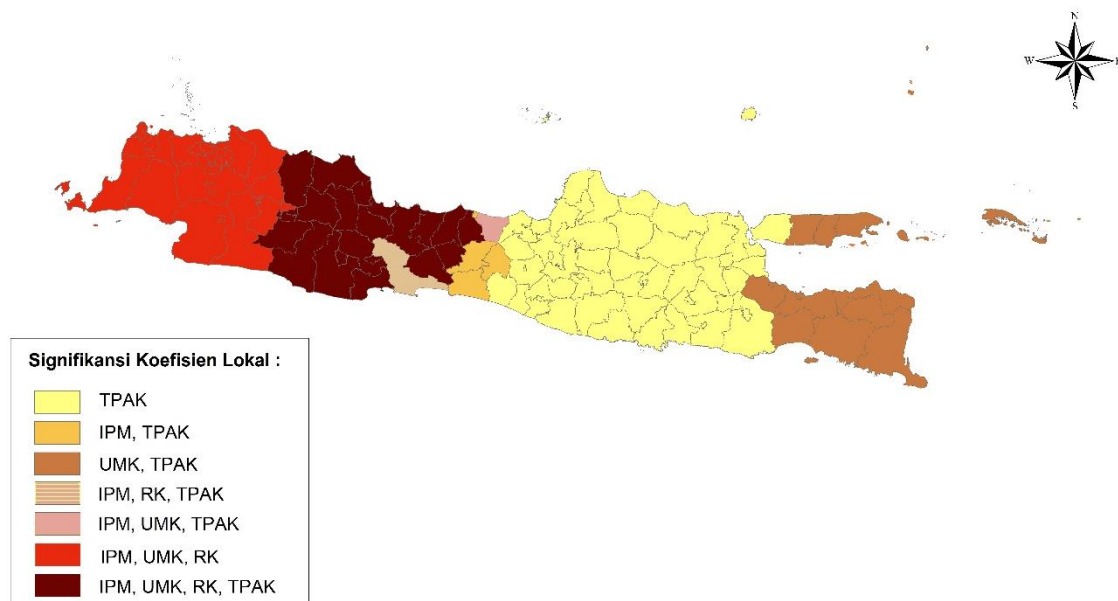 N
W
E
S
Signifikansi Koefisien Lokal :
TPAK
IPM, TPAK
UMK, TPAK
IPM, RK, TPAK
IPM, UMK, TPAK
IPM, UMK, RK
IPM, UMK, RK, TPAK